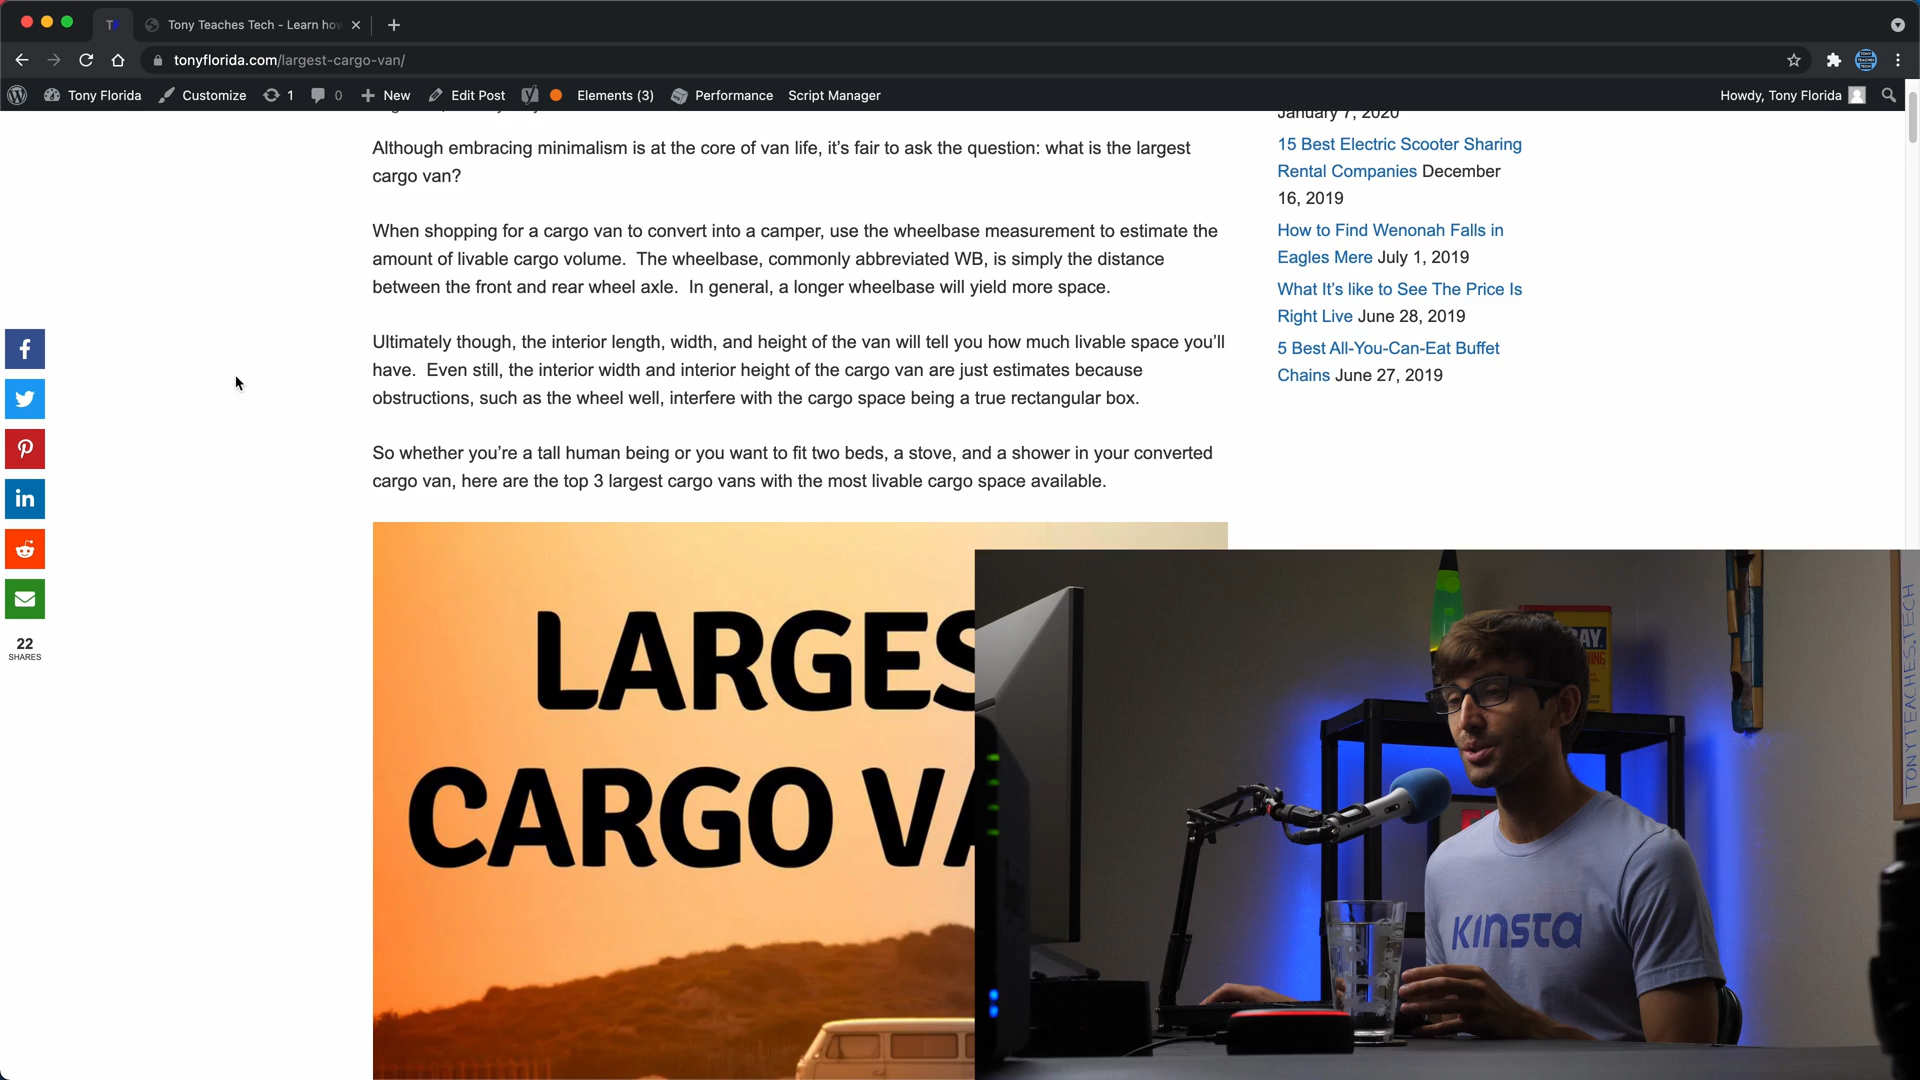 Tony Teaches Tech - Learn how
tonyflorida.com/largest-cargo-van/
Tony Florida Customize 1 0 New Edit Post Elements (3) Performance Script Manager Howdy, Tony Florida
Although embracing minimalism is at the core of van life, it's fair to ask the question: what is the largest
cargo van?
When shopping for a cargo van to convert into a camper, use the wheelbase measurement to estimate the
amount of livable cargo volume. The wheelbase, commonly abbreviated WB, is simply the distance
between the front and rear wheel axle. In general, a longer wheelbase will yield more space.
Ultimately though, the interior length, width, and height of the van will tell you how much livable space you'll
have. Even still, the interior width and interior height of the cargo van are just estimates because
obstructions, such as the wheel well, interfere with the cargo space being a true rectangular box.
So whether you're a tall human being or you want to fit two beds, a stove, and a shower in your converted
cargo van, here are the top 3 largest cargo vans with the most livable cargo space available.
January 7, 2020
15 Best Electric Scooter Sharing
Rental Companies December
16, 2019
How to Find Wenonah Falls in
Eagles Mere July 1, 2019
What It's like to See The Price Is
Right Live June 28, 2019
5 Best All-You-Can-Eat Buffet
Chains June 27, 2019
22
SHARES
LARGES
CARGO VA
KINSTA
TONYTEACHES.TECH